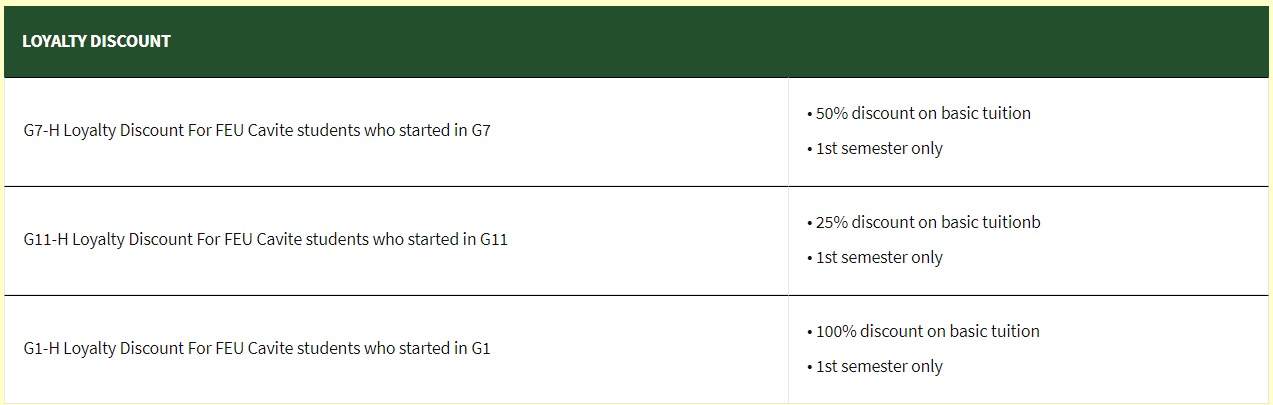 LOYALTY DISCOUNT
G7-H Loyalty Discount For FEU Cavite students who started in G7
• 50% discount on basic tuition
• 1st semester only
G11-H Loyalty Discount For FEU Cavite students who started in G11
• 25% discount on basic tuitionb
• 1st semester only
G1-H Loyalty Discount For FEU Cavite students who started in G1
• 100% discount on basic tuition
• 1st semester only